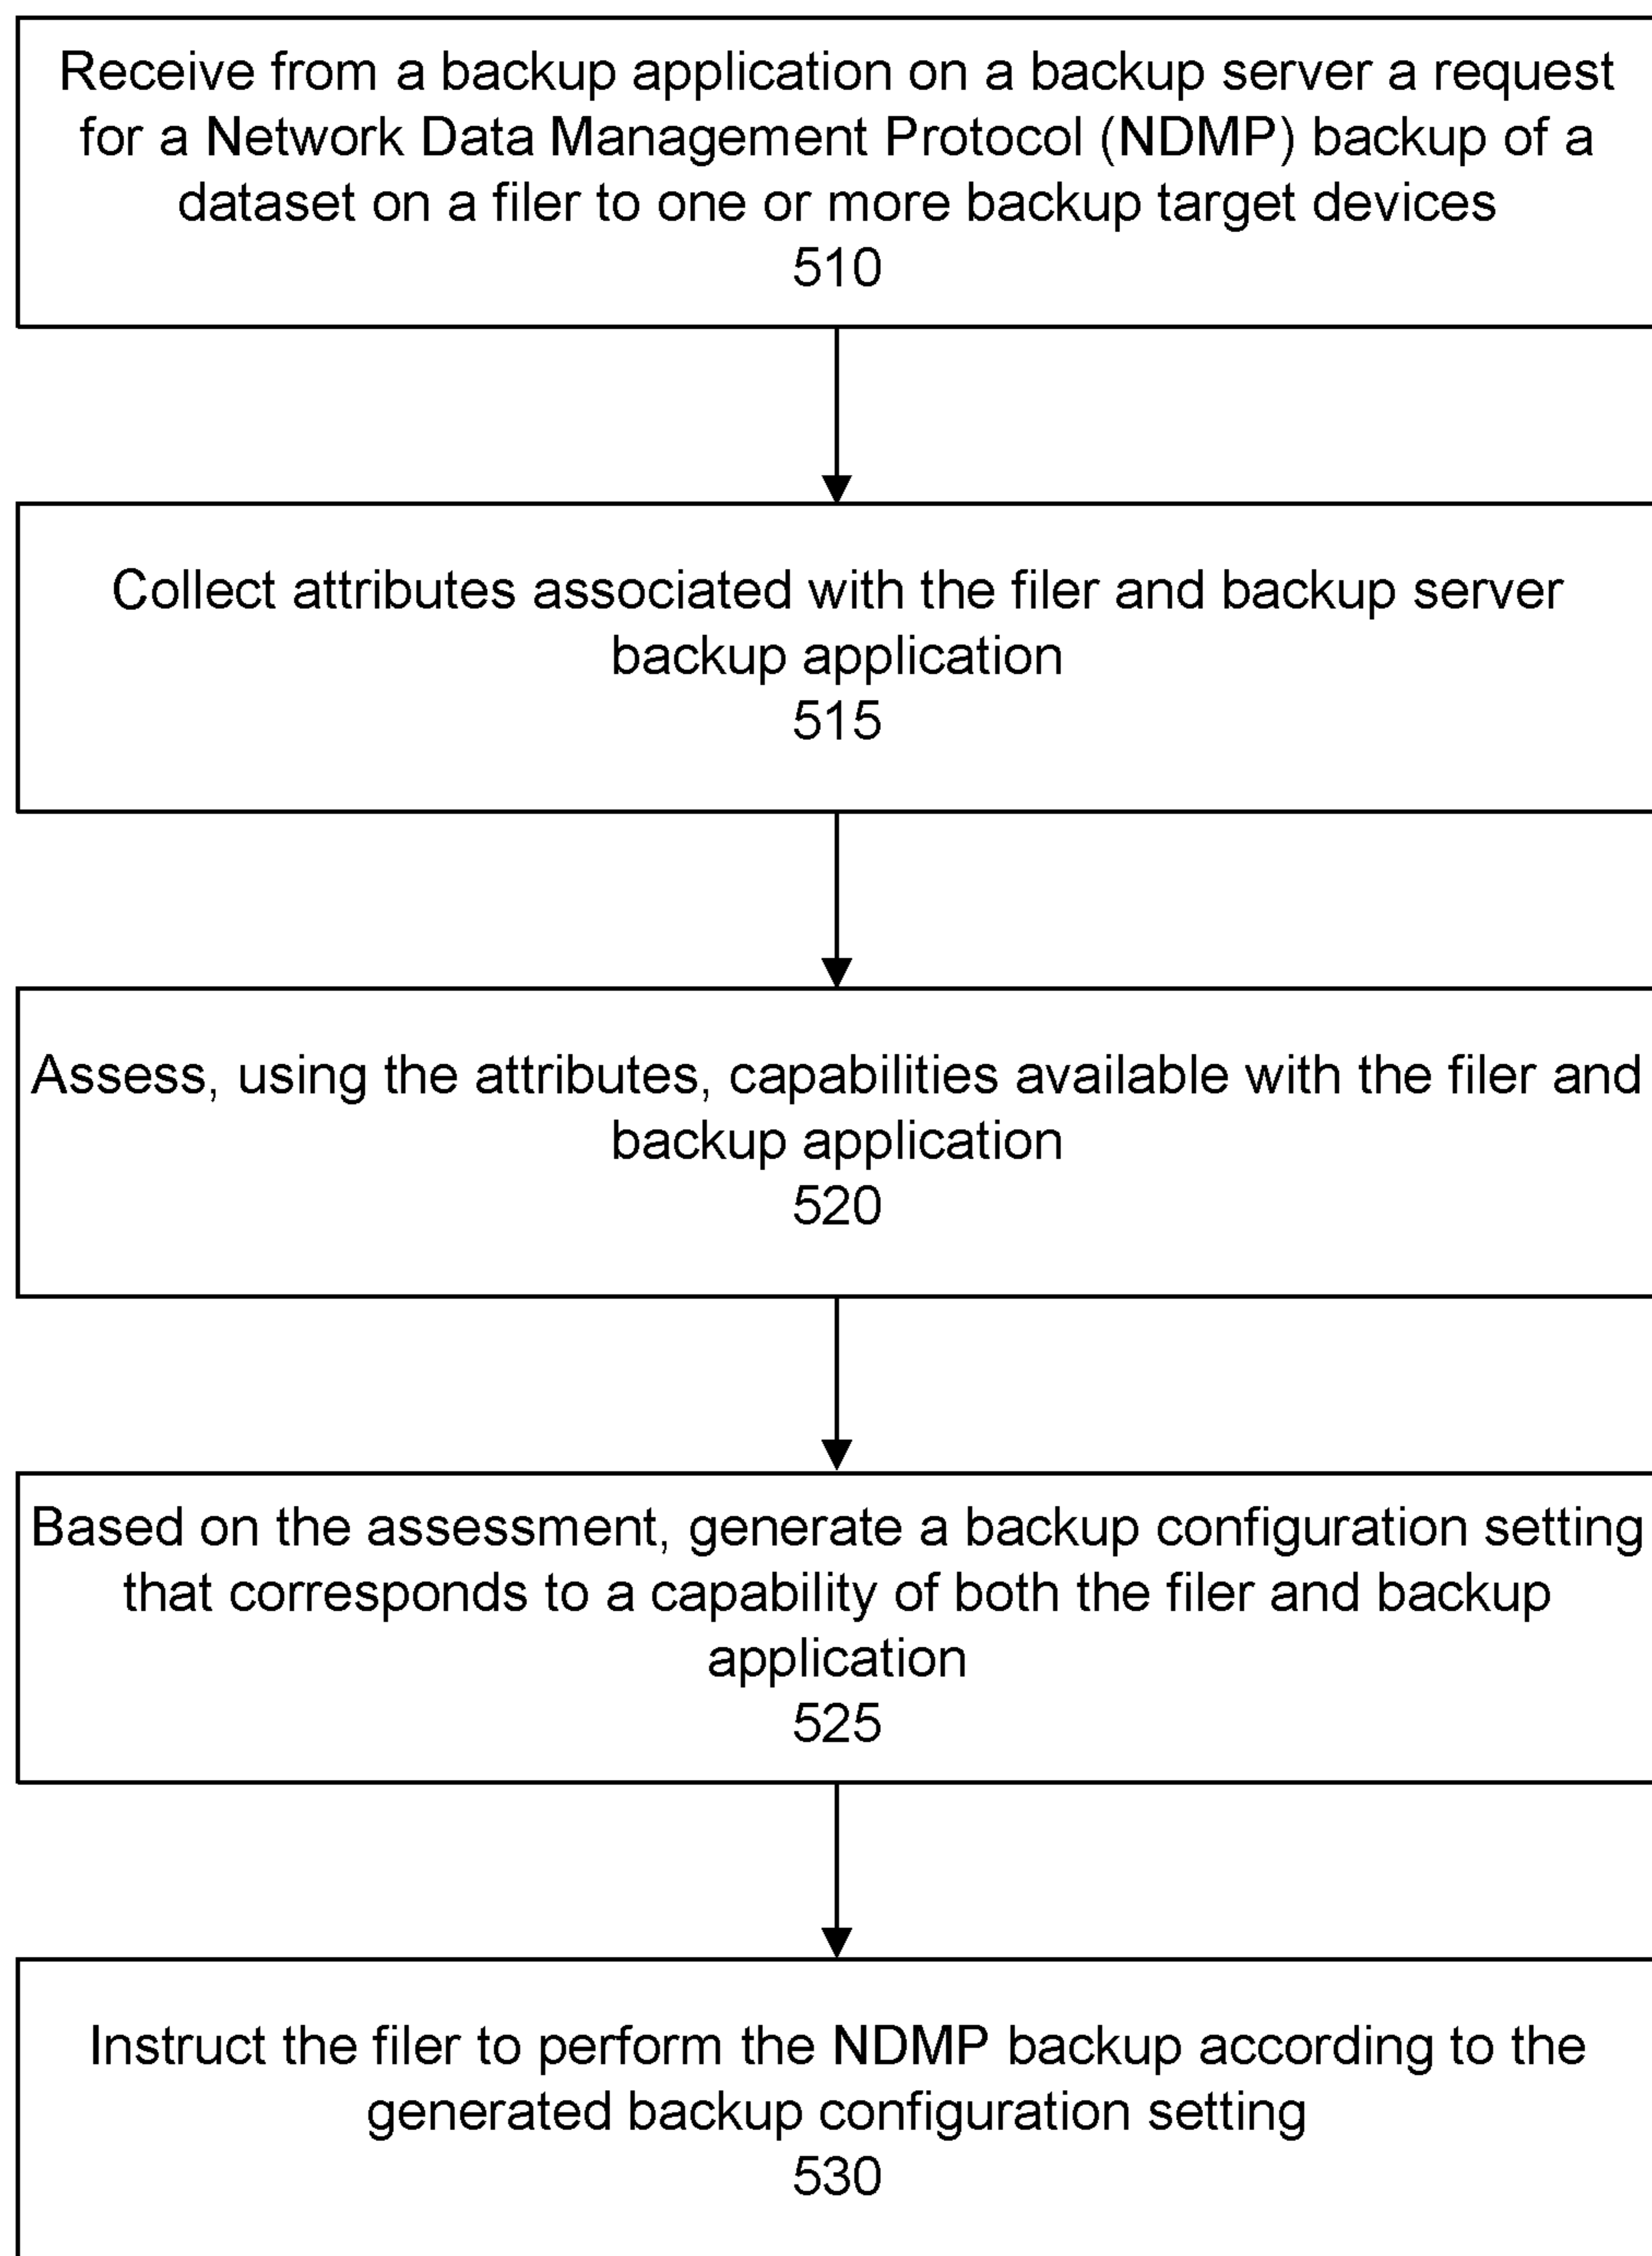 Receive from a backup application on a backup server a request
for a Network Data Management Protocol (NDMP) backup of a
dataset on a filer to one or more backup target devices
510
Collect attributes associated with the filer and backup server
backup application
515
Assess, using the attributes, capabilities available with the filer and
backup application
520
Based on the assessment, generate a backup configuration setting
that corresponds to a capability of both the filer and backup
application
525
Instruct the filer to perform the NDMP backup according to the
generated backup configuration setting
530